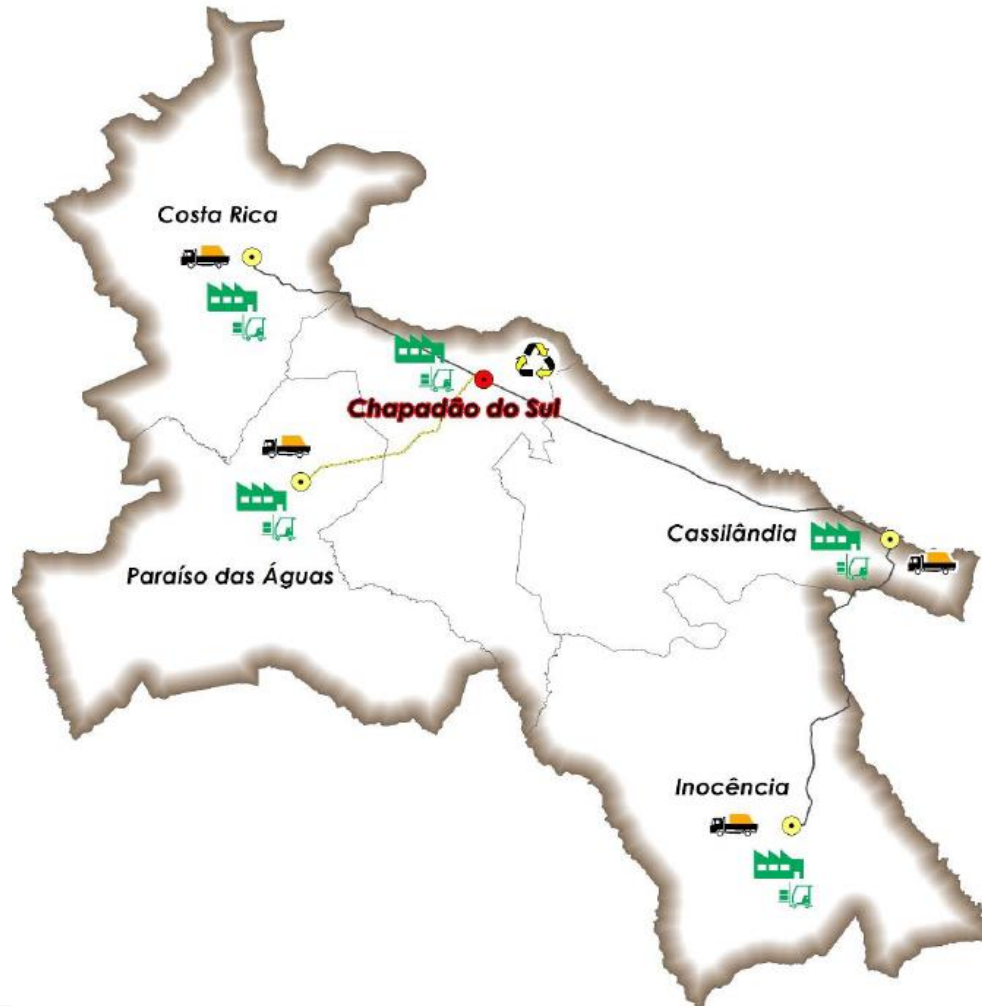 Costa Rica
Chapadão do Sul
Cassilândia
Paraíso das Águas
Inocência